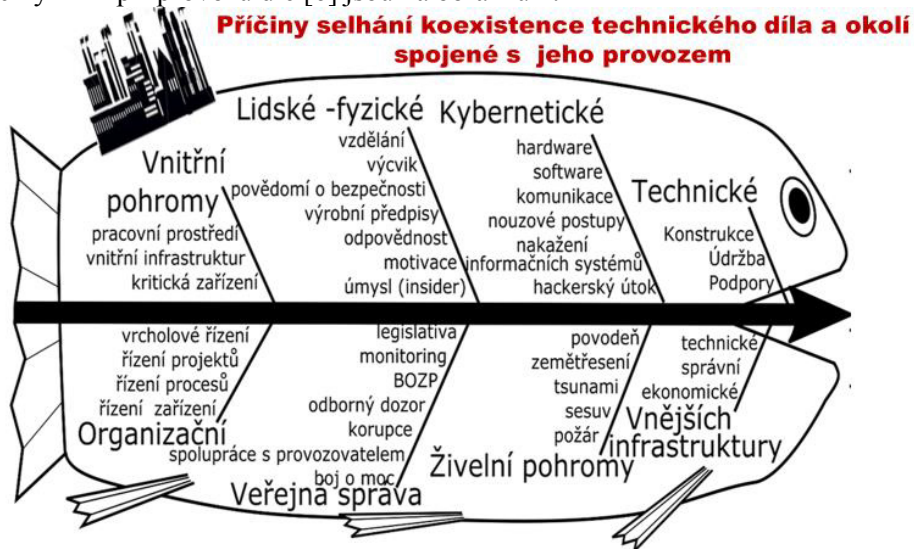 Příčiny selhání koexistence technického díla a okolí
spojené s jeho provozem
Vnitřní
pohromy
pracovní prostředí
vnitřní infrastruktur
kritická zařízení
Lidské -fyzické
vzdělání
výcvik
povědomí o bezpečnosti
výrobní předpisy
odpovědnost
motivace
úmysl (insider)
Kybernetické
hardware
software
komunikace
nouzové postupy
nakažení
informačních systémů
hackerský útok
Technické
Konstrukce
Údržba
Podpory
vrcholové řízení
řízení projektů
řízení procesů
řízení zařízení
Organizační
legislativa
monitoring
BOZP
odborný dozor
korupce
spolupráce s provozovatelem
boj o moc
Veřejná správa
povodeň
zemětřesení
tsunami
sesuv
požár
Živelní pohromy
technické
správní
ekonomické
Vnějších
infrastruktury